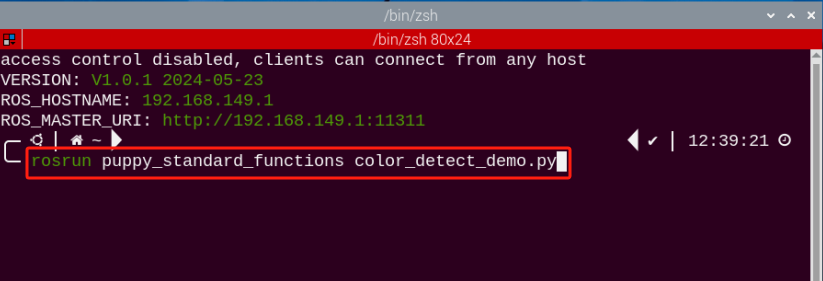 /bin/zsh
/bin/zsh 80x24
access control disabled, clients can connect from any host
VERSION: V1.0.1 2024-05-23
ROS_HOSTNAME: 192.168.149.1
ROS_MASTER_URI: http://192.168.149.1:11311
~ ✔ 12:39:21
rosrun puppy_standard_functions color_detect_demo.py